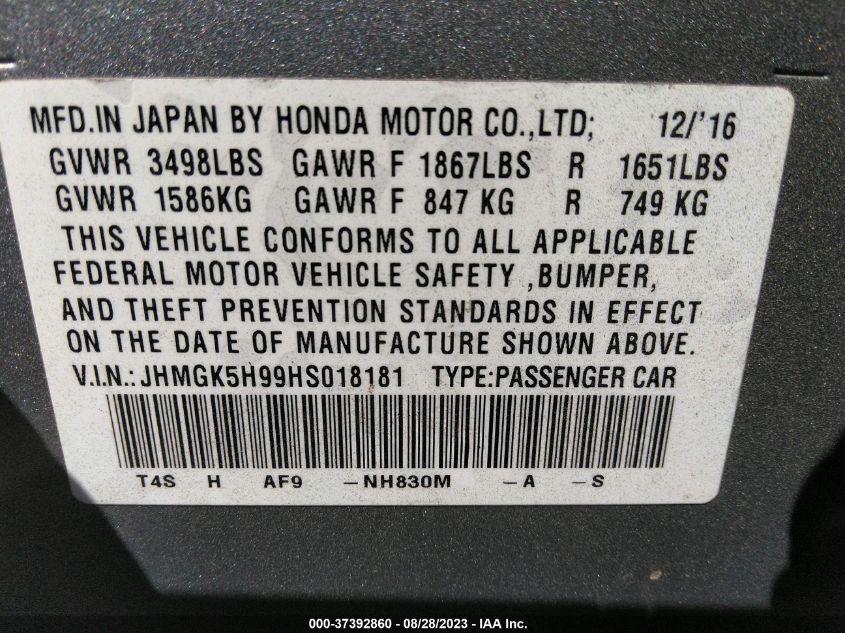 MFD.IN JAPAN BY HONDA MOTOR CO.,LTD; 12/'16
GVWR 3498LBS GAWR F 1867LBS R 1651LBS
GVWR 1586KG GAWR F 847 KG R 749 KG
THIS VEHICLE CONFORMS TO ALL APPLICABLE
FEDERAL MOTOR VEHICLE SAFETY ,BUMPER,
AND THEFT PREVENTION STANDARDS IN EFFECT
ON THE DATE OF MANUFACTURE SHOWN ABOVE.
V.I.N.: JHMGK5H99HS018181 TYPE:PASSENGER CAR
T4S H AF9 -NH830M -A -S
000-37392860 - 08/28/2023 - IAA Inc.